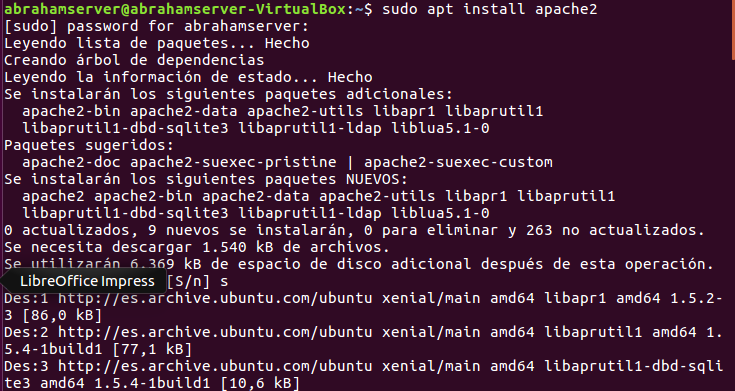 abrahamserver@abrahamserver-VirtualBox:~$ sudo apt install apache2
[sudo] password for abrahamserver:
Leyendo lista de paquetes... Hecho
Creando árbol de dependencias
Leyendo la información de estado... Hecho
Se instalarán los siguientes paquetes adicionales:
  apache2-bin apache2-data apache2-utils libapr1 libaprutil1
  libaprutil1-dbd-sqlite3 libaprutil1-ldap liblua5.1-0
Paquetes sugeridos:
  apache2-doc apache2-suexec-pristine | apache2-suexec-custom
Se instalarán los siguientes paquetes NUEVOS:
  apache2 apache2-bin apache2-data apache2-utils libapr1 libaprutil1
  libaprutil1-dbd-sqlite3 libaprutil1-ldap liblua5.1-0
0 actualizados, 9 nuevos se instalarán, 0 para eliminar y 263 no actualizados.
Se necesita descargar 1.540 kB de archivos.
Se utilizarán 6.369 kB de espacio de disco adicional después de esta operación.
LibreOffice Impress [S/n] s
Des:1 http://es.archive.ubuntu.com/ubuntu xenial/main amd64 libapr1 amd64 1.5.2-
3 [86,0 kB]
Des:2 http://es.archive.ubuntu.com/ubuntu xenial/main amd64 libaprutil1 amd64 1.
5.4-1build1 [77,1 kB]
Des:3 http://es.archive.ubuntu.com/ubuntu xenial/main amd64 libaprutil1-dbd-sqli
te3 amd64 1.5.4-1build1 [10,6 kB]